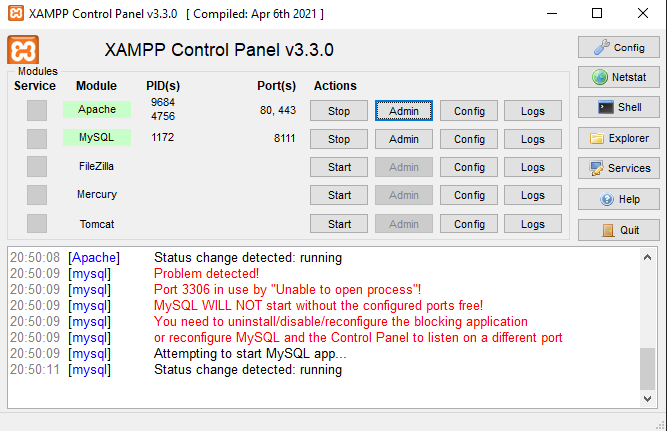 XAMPP Control Panel v3.3.0 [ Compiled: Apr 6th 2021 ]
XAMPP Control Panel v3.3.0
Config
Modules
Service Module PID(s) Port(s) Actions
Netstat
Apache 9684 4756 80, 443 Stop Admin Config Logs
Shell
MySQL 1172 8111 Stop Admin Config Logs
Explorer
FileZilla Start Admin Config Logs
Services
Mercury Start Admin Config Logs
Help
Tomcat Start Admin Config Logs
Quit
20:50:08 [Apache] Status change detected: running
20:50:09 [mysql] Problem detected!
20:50:09 [mysql] Port 3306 in use by "Unable to open process"!
20:50:09 [mysql] MySQL WILL NOT start without the configured ports free!
20:50:09 [mysql] You need to uninstall/disable/reconfigure the blocking application
20:50:09 [mysql] or reconfigure MySQL and the Control Panel to listen on a different port
20:50:09 [mysql] Attempting to start MySQL app...
20:50:11 [mysql] Status change detected: running